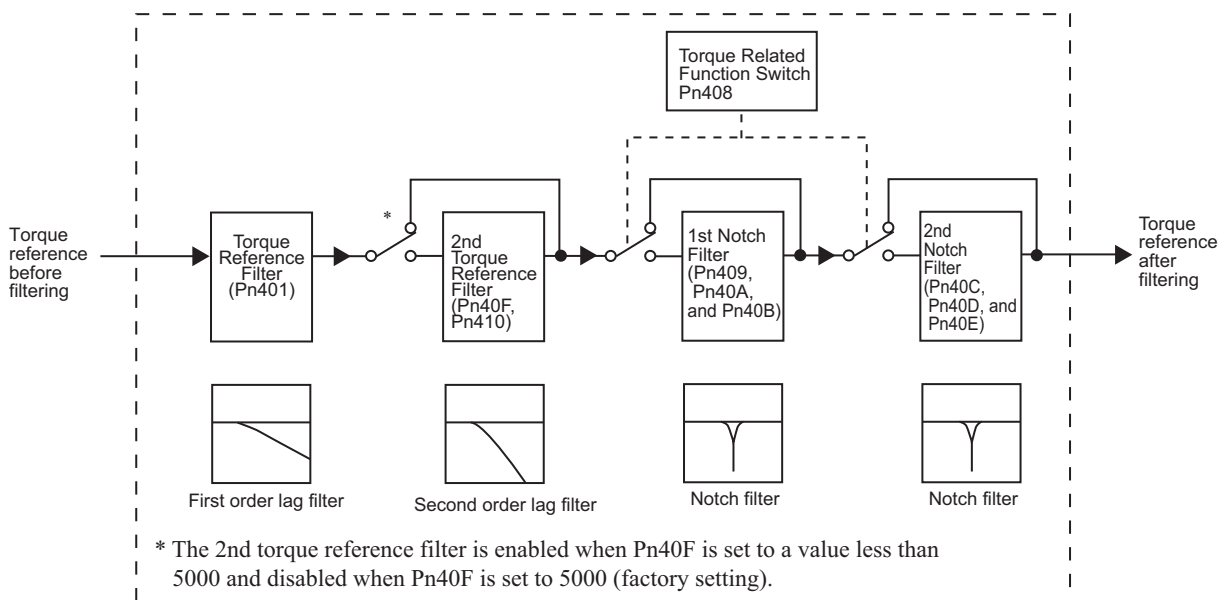 Torque Related
Function Switch
Pn408
Torque
reference
before
filtering
Torque
Reference
Filter
(Pn401)
*
2nd
Torque
Reference
Filter
(Pn40F,
Pn410)
1st Notch
Filter
(Pn409,
Pn40A,
and Pn40B)
2nd
Notch
Filter
(Pn40C,
Pn40D, and
Pn40E)
Torque
reference
after
filtering
First order lag filter
Second order lag filter
Notch filter
Notch filter
* The 2nd torque reference filter is enabled when Pn40F is set to a value less than
5000 and disabled when Pn40F is set to 5000 (factory setting).